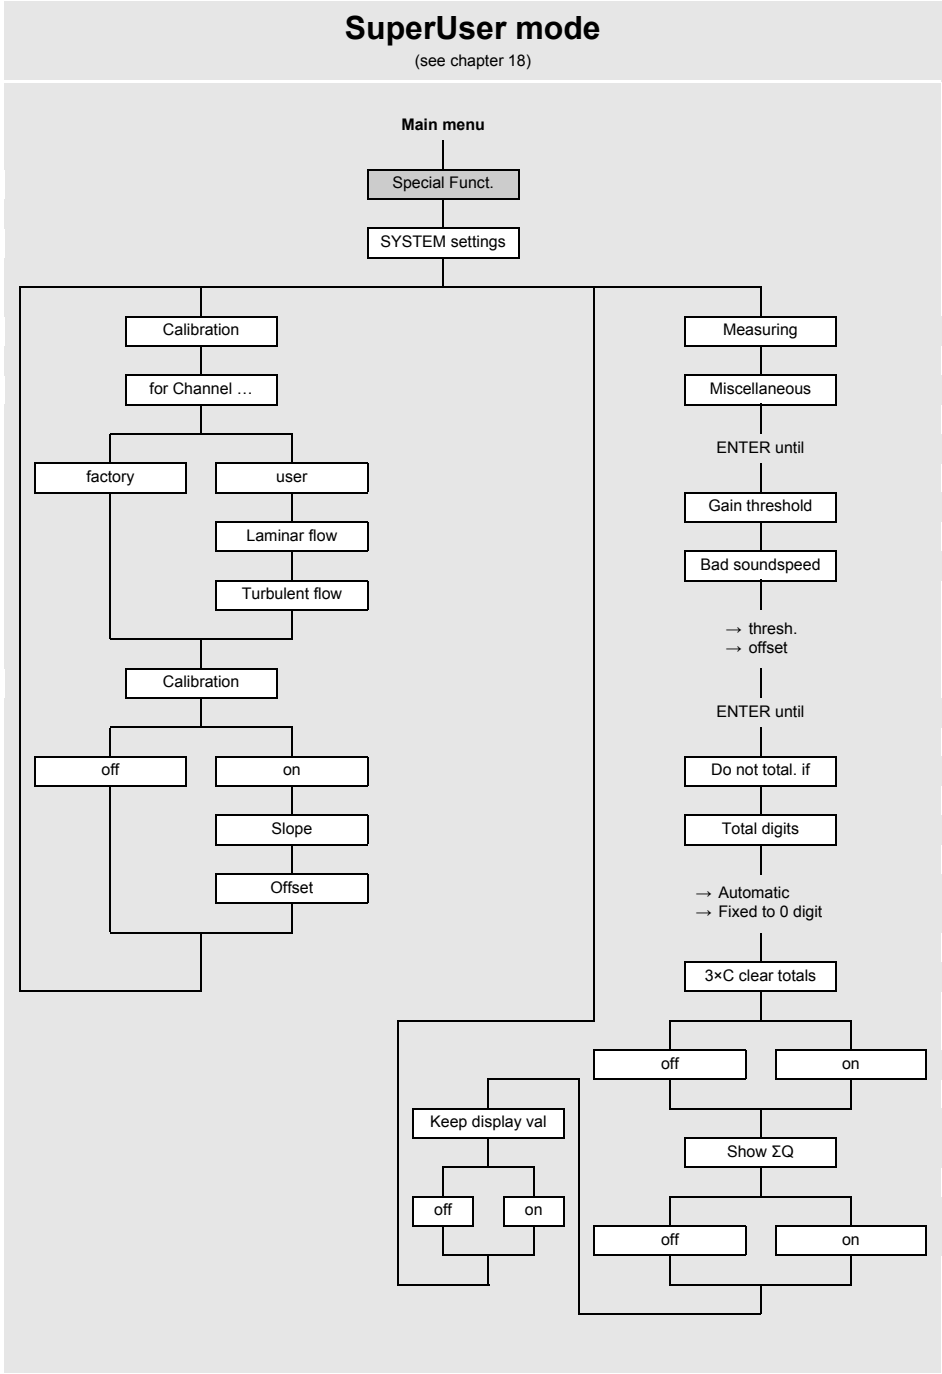 SuperUser mode
(see chapter 18)
Main menu
Special Funct.
SYSTEM settings
Calibration
for Channel …
factory
user
Laminar flow
Turbulent flow
Calibration
off
on
Slope
Offset
Measuring
Miscellaneous
ENTER until
Gain threshold
Bad soundspeed
→ thresh.
→ offset
ENTER until
Do not total. if
Total digits
→ Automatic
→ Fixed to 0 digit
3×C clear totals
off
on
Show ΣQ
off
on
Keep display val
off
on